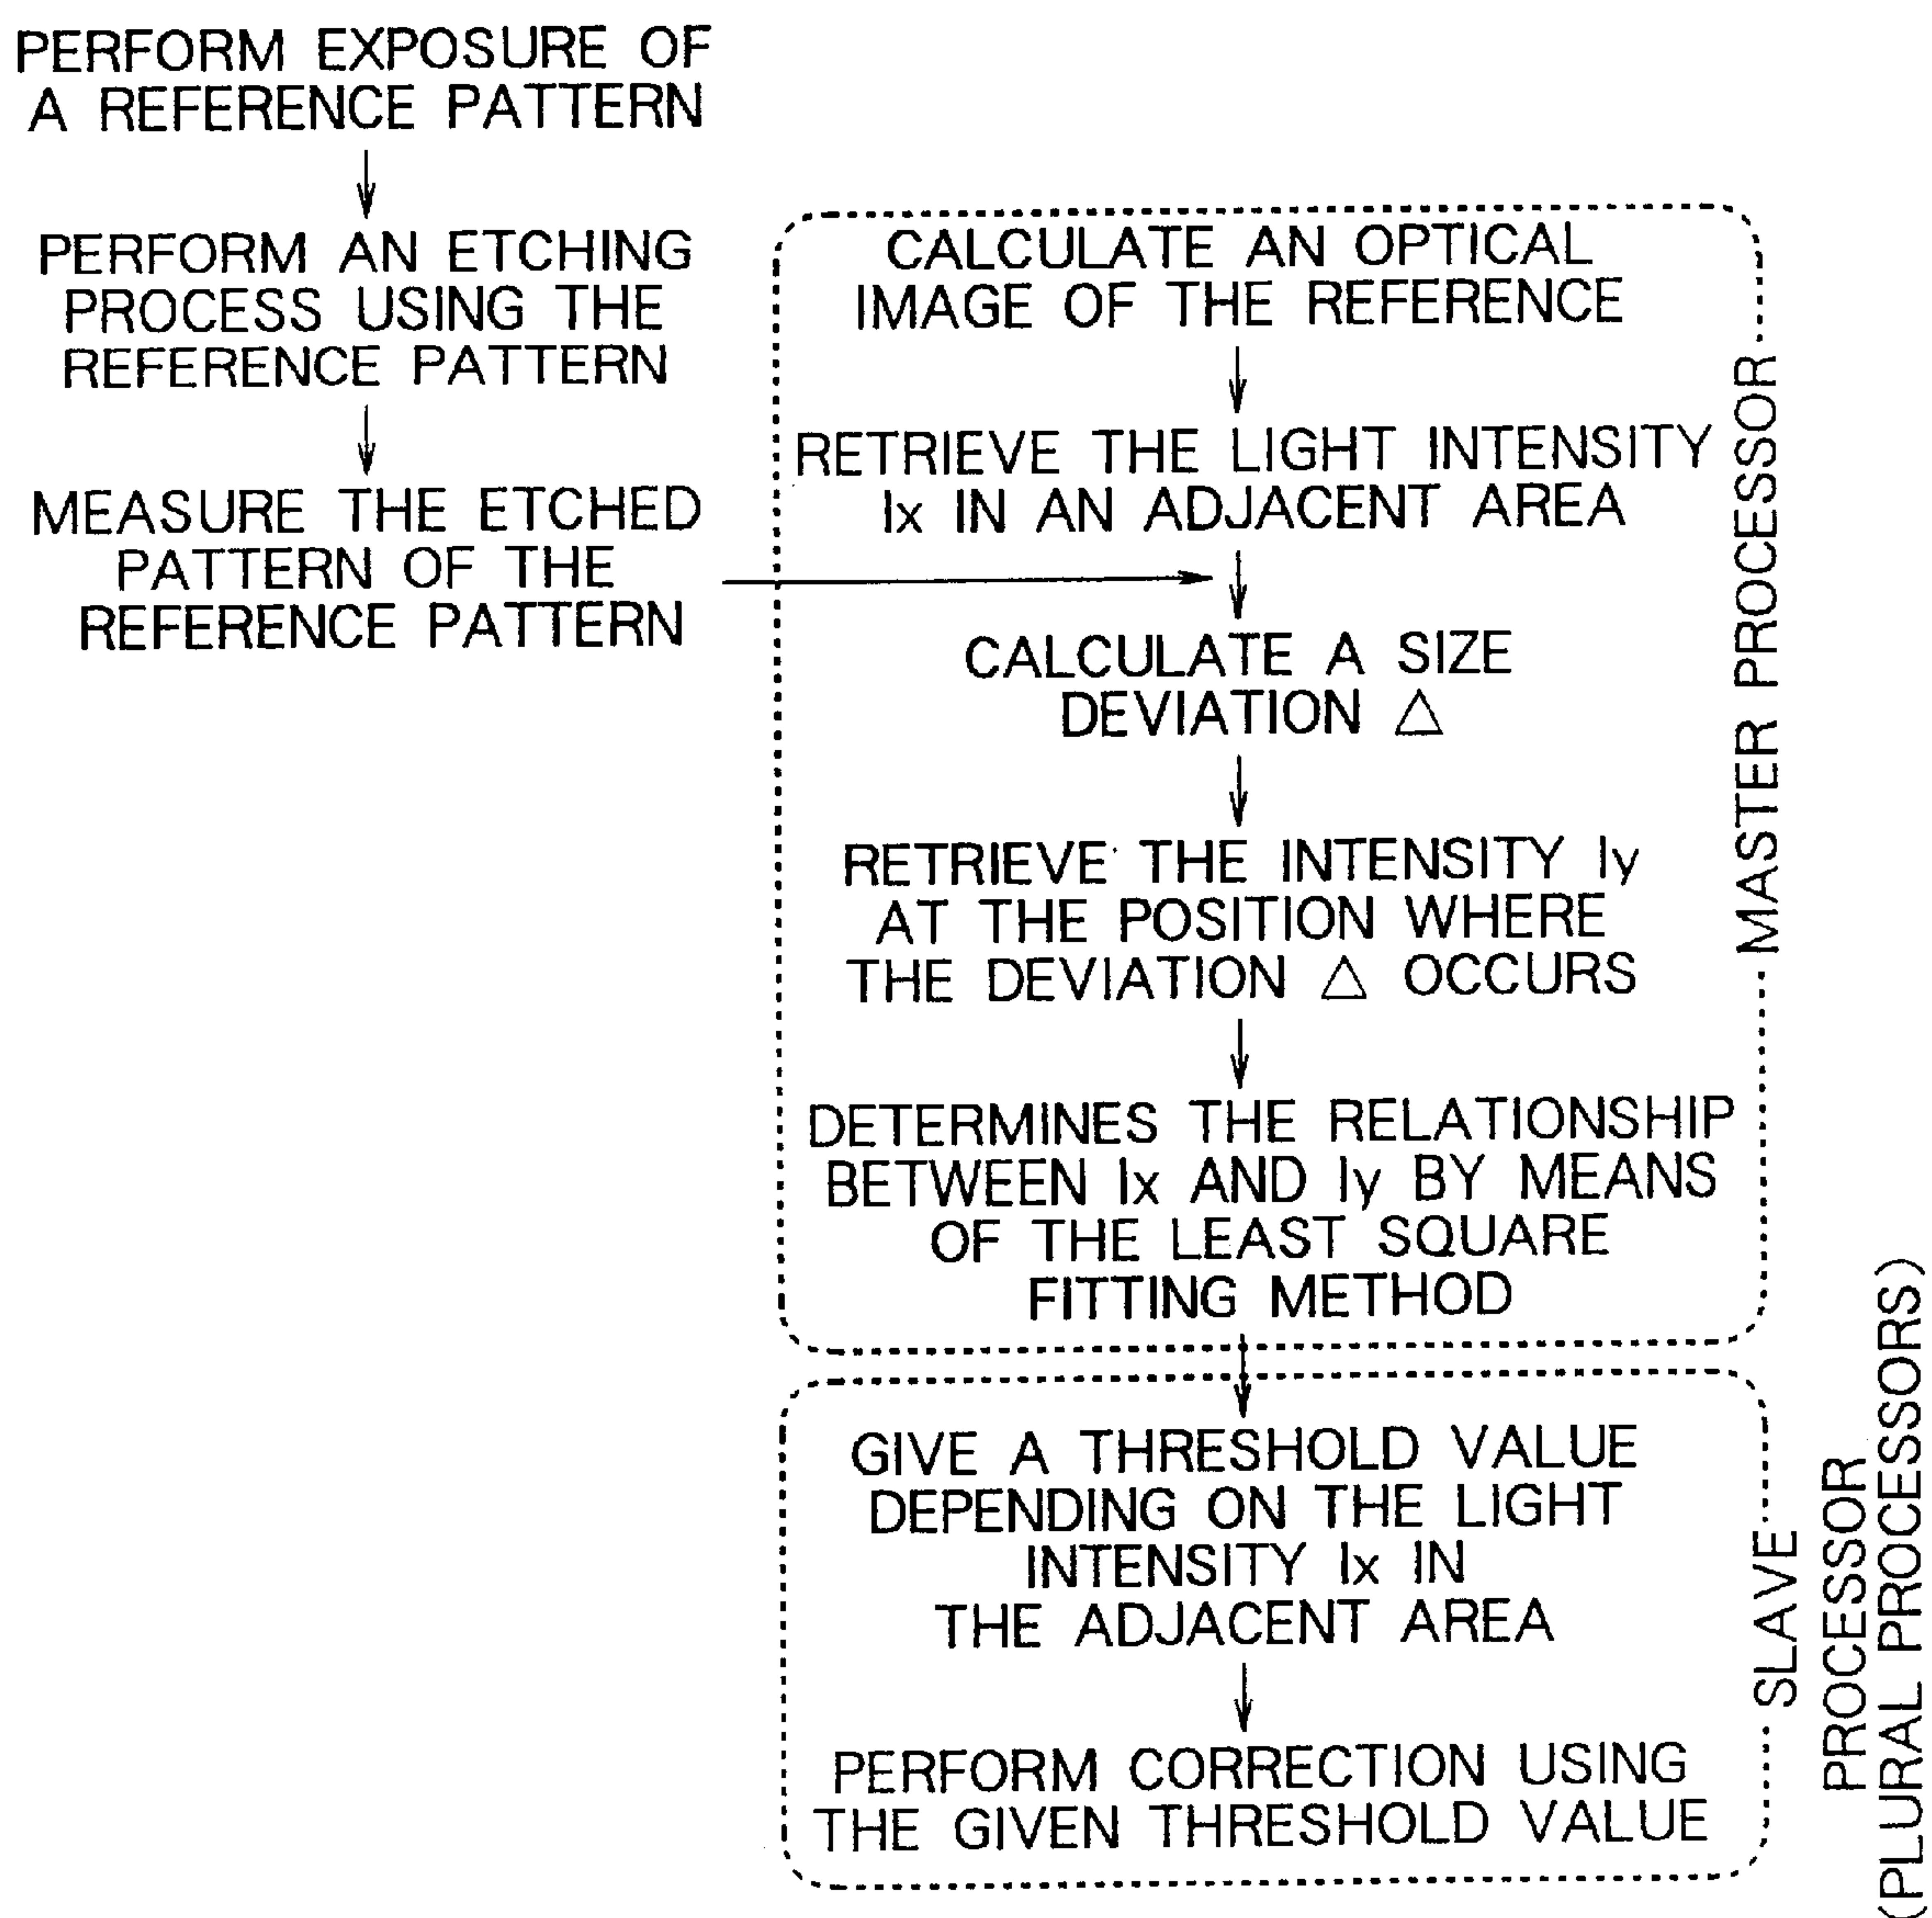 PERFORM EXPOSURE OF
A REFERENCE PATTERN
PERFORM AN ETCHING
PROCESS USING THE
REFERENCE PATTERN
MEASURE THE ETCHED
PATTERN OF THE
REFERENCE PATTERN
CALCULATE AN OPTICAL
IMAGE OF THE REFERENCE
RETRIEVE THE LIGHT INTENSITY
Ix IN AN ADJACENT AREA
CALCULATE A SIZE
DEVIATION △
RETRIEVE THE INTENSITY Iy
AT THE POSITION WHERE
THE DEVIATION △ OCCURS
DETERMINES THE RELATIONSHIP
BETWEEN Ix AND Iy BY MEANS
OF THE LEAST SQUARE
FITTING METHOD
MASTER PROCESSOR
GIVE A THRESHOLD VALUE
DEPENDING ON THE LIGHT
INTENSITY Ix IN
THE ADJACENT AREA
PERFORM CORRECTION USING
THE GIVEN THRESHOLD VALUE
SLAVE
PROCESSOR
(PLURAL PROCESSORS)